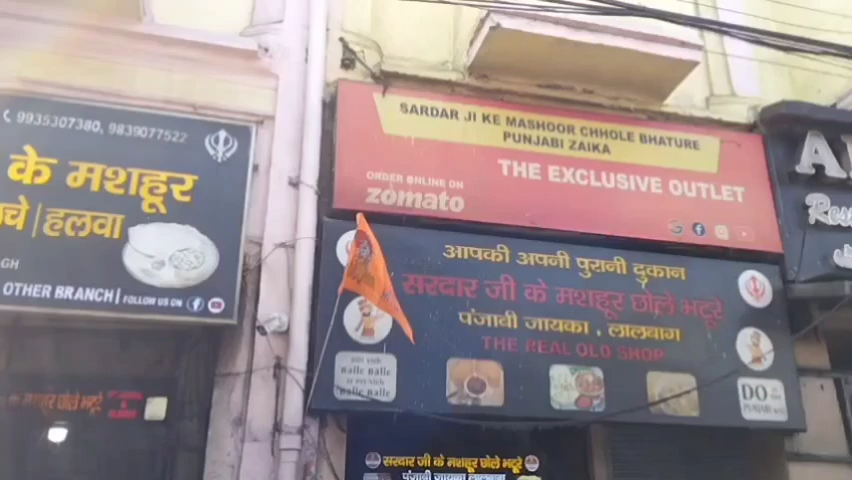 9935307380, 9839077522
के मशहूर
हलवा
OTHER BRANCH | FOLLOW US ON
SARDAR JI KE MASHOOR CHHOLE BHATURE
PUNJABI ZAIKA
THE EXCLUSIVE OUTLET
ORDER ONLINE ON
zomato
आपकी अपनी पुरानी दुकान
सरदार जी के मशहूर छोले भटूरे
पंजाबी जायका , लालबाग
THE REAL OLD SHOP
Balle Balle
Balle Balle
DO
सरदार जी के मशहूर छोले भटूरे
पंजाबी जायका लालबाग